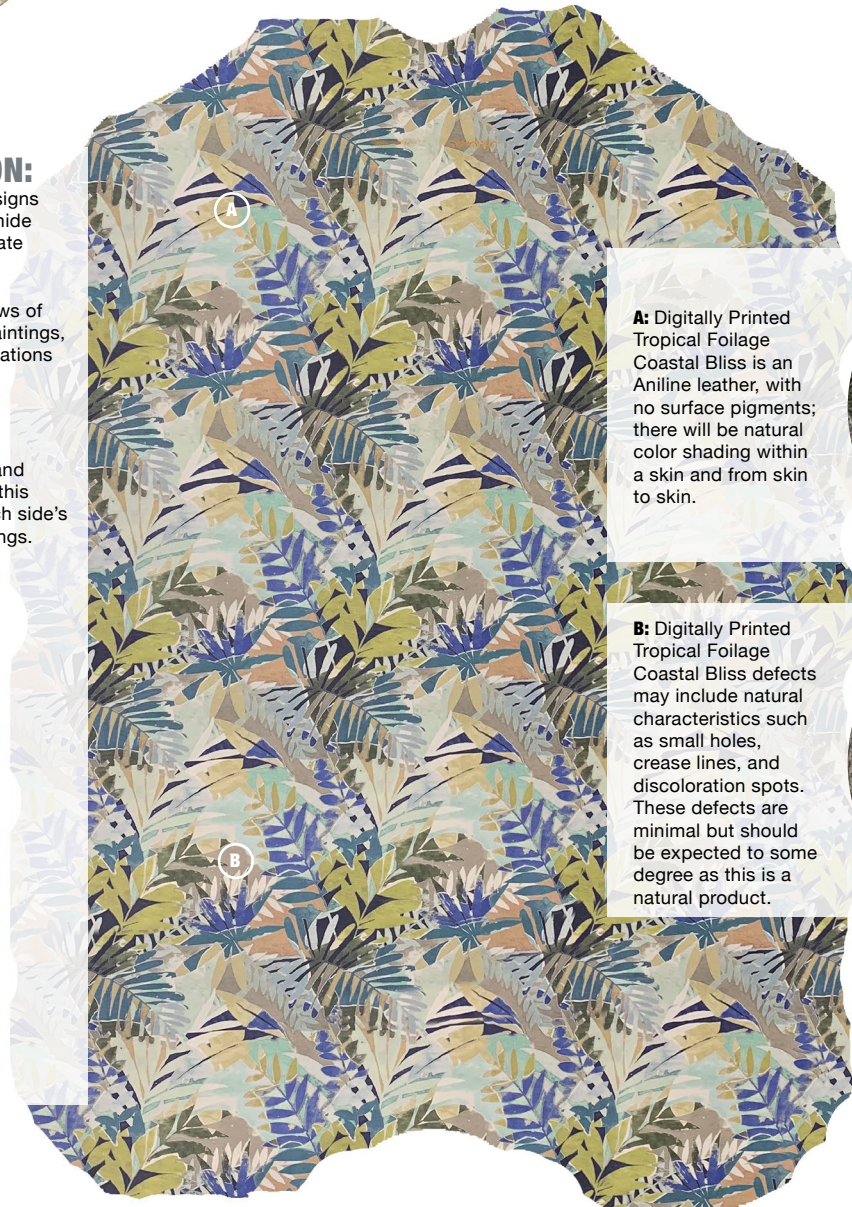 ON:
signs
hide
ate
ws of
aintings,
ations
and
this
ch side's
ngs.
A
A: Digitally Printed
Tropical Foilage
Coastal Bliss is an
Aniline leather, with
no surface pigments;
there will be natural
color shading within
a skin and from skin
to skin.
B: Digitally Printed
Tropical Foilage
Coastal Bliss defects
may include natural
characteristics such
as small holes,
crease lines, and
discoloration spots.
These defects are
minimal but should
be expected to some
degree as this is a
natural product.
B